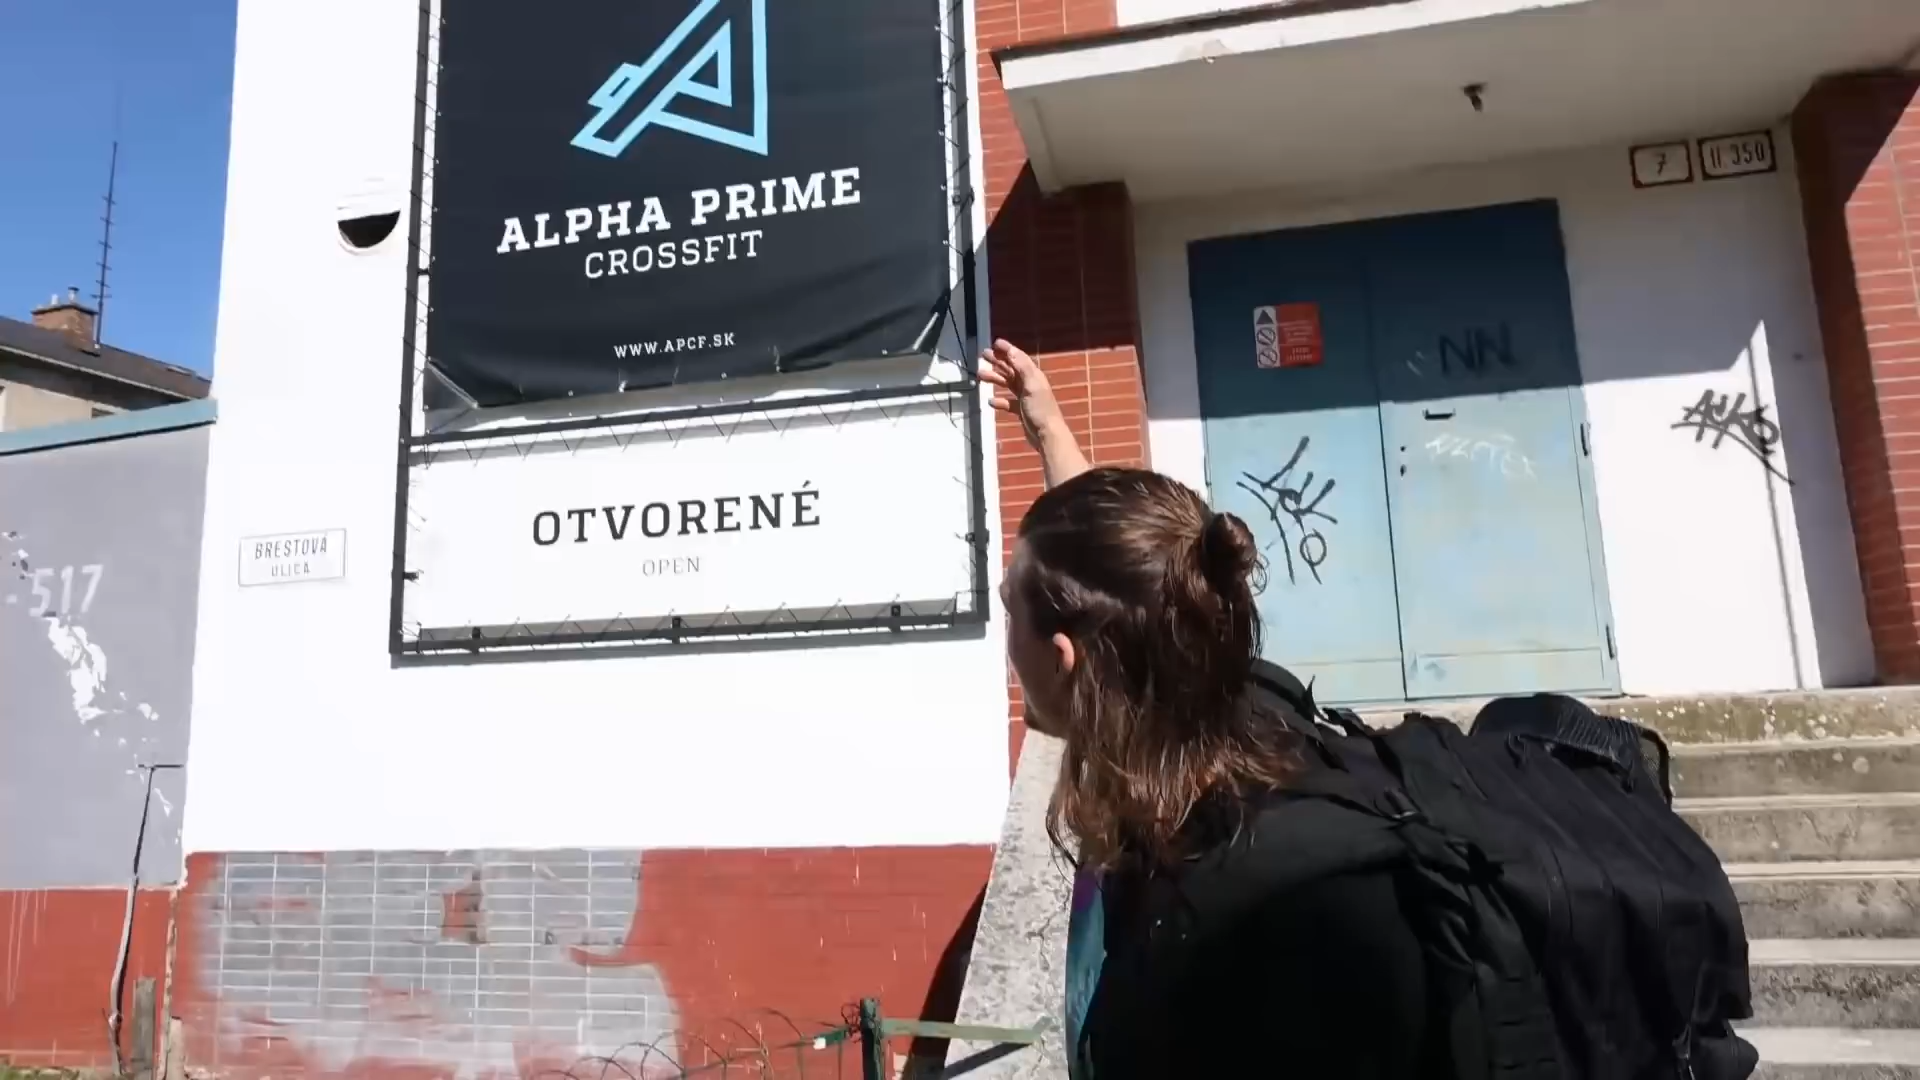 ALPHA PRIME
CROSSFIT
WWW.APCF.SK
OTVORENÉ
OPEN
BRESTOVÁ
ULICA
517
7
II.350
NN